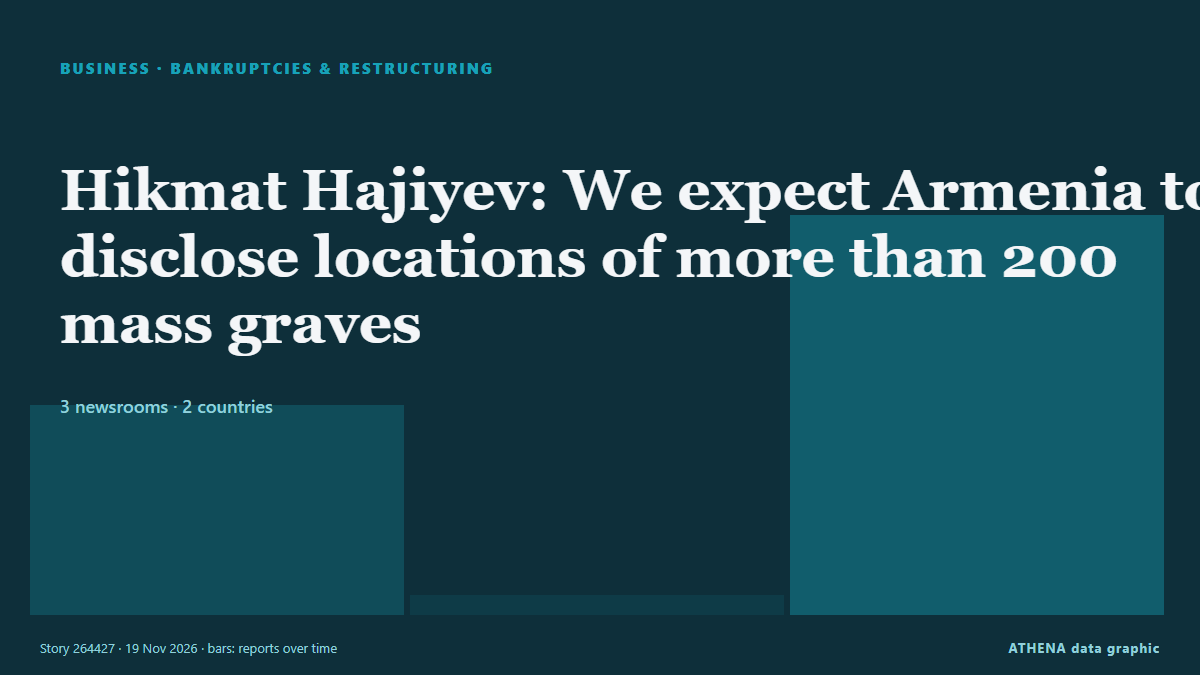 BUSINESS · BANKRUPTCIES & RESTRUCTURING
Hikmat Hajiyev: We expect Armenia to
disclose locations of more than 200
mass graves
3 newsrooms · 2 countries
Story 264427 · 19 Nov 2026 · bars: reports over time
ATHENA data graphic